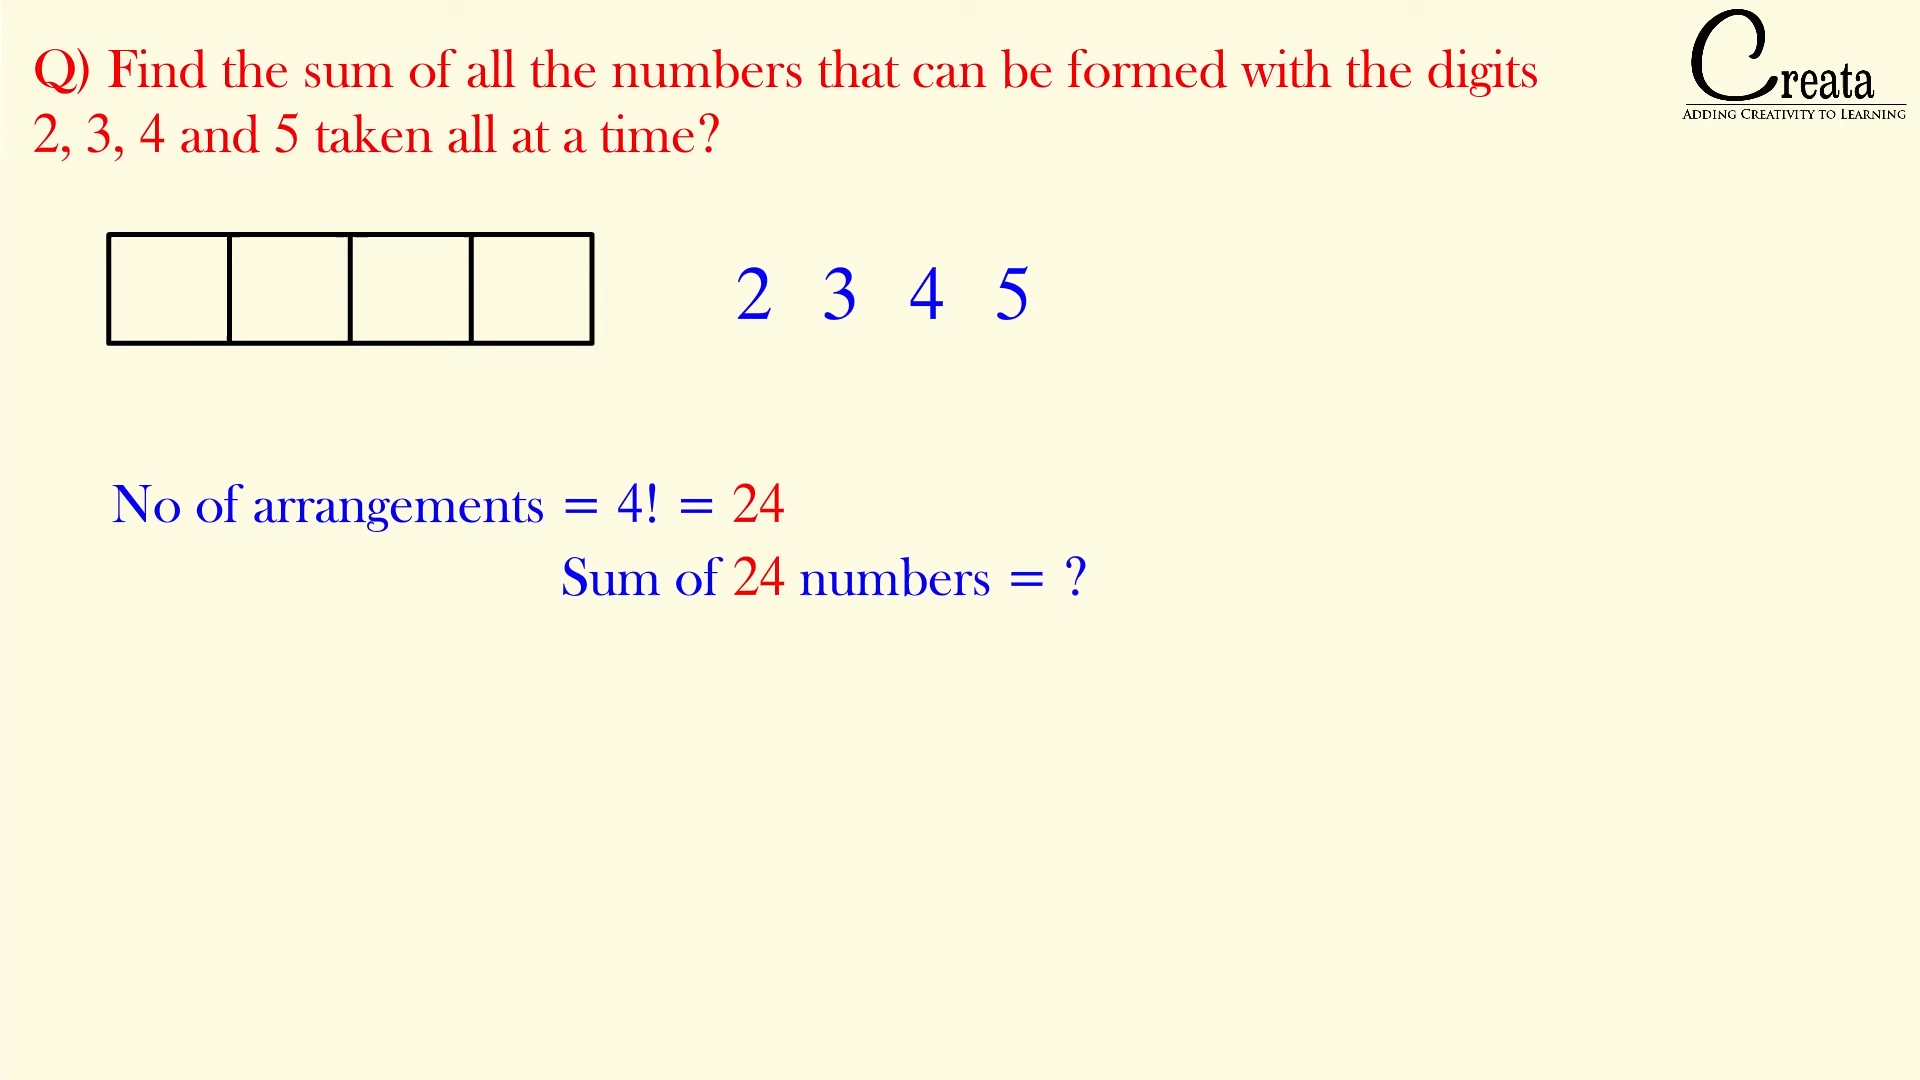 Q) Find the sum of all the numbers that can be formed with the digits
2, 3, 4 and 5 taken all at a time?
Creata
ADDING CREATIVITY TO LEARNING
2 3 4 5
No of arrangements = 4! = 24
Sum of 24 numbers = ?